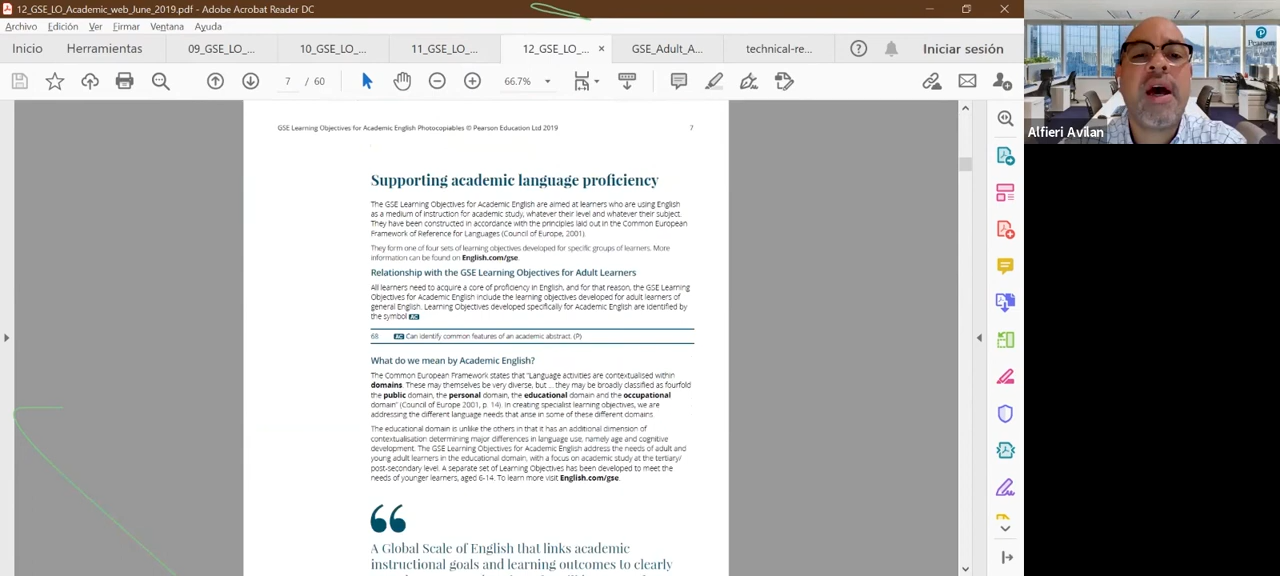 12_GSE_LO_Academic_web_June_2019.pdf - Adobe Acrobat Reader DC
Archivo Edición Ver Firmar Ventana Ayuda
Inicio Herramientas 09_GSE_LO_... 10_GSE_LO_... 11_GSE_LO_... 12_GSE_LO_... × GSE_Adult_A... technical-re... Iniciar sesión
7 / 60 66.7%
Pearson
Alfieri Avilan
GSE Learning Objectives for Academic English Photocopiables © Pearson Education Ltd 2019 7
Supporting academic language proficiency
The GSE Learning Objectives for Academic English are aimed at learners who are using English
as a medium of instruction for academic study, whatever their level and whatever their subject.
They have been constructed in accordance with the principles laid out in the Common European
Framework of Reference for Languages (Council of Europe, 2001).
They form one of four sets of learning objectives developed for specific groups of learners. More
information can be found on English.com/gse.
Relationship with the GSE Learning Objectives for Adult Learners
All learners need to acquire a core of proficiency in English, and for that reason, the GSE Learning
Objectives for Academic English include the learning objectives developed for adult learners of
general English. Learning Objectives developed specifically for Academic English are identified by
the symbol AC
68 AC Can identify common features of an academic abstract. (P)
What do we mean by Academic English?
The Common European Framework states that "Language activities are contextualised within
domains. These may themselves be very diverse, but ... they may be broadly classified as fourfold
the public domain, the personal domain, the educational domain and the occupational
domain" (Council of Europe 2001, p. 14). In creating specialist learning objectives, we are
addressing the different language needs that arise in some of these different domains.
The educational domain is unlike the others in that it has an additional dimension of
contextualisation determining major differences in language use, namely age and cognitive
development. The GSE Learning Objectives for Academic English address the needs of adult and
young adult learners in the educational domain, with a focus on academic study at the tertiary/
post-secondary level. A separate set of Learning Objectives has been developed to meet the
needs of younger learners, aged 6-14. To learn more visit English.com/gse.
“
A Global Scale of English that links academic
instructional goals and learning outcomes to clearly